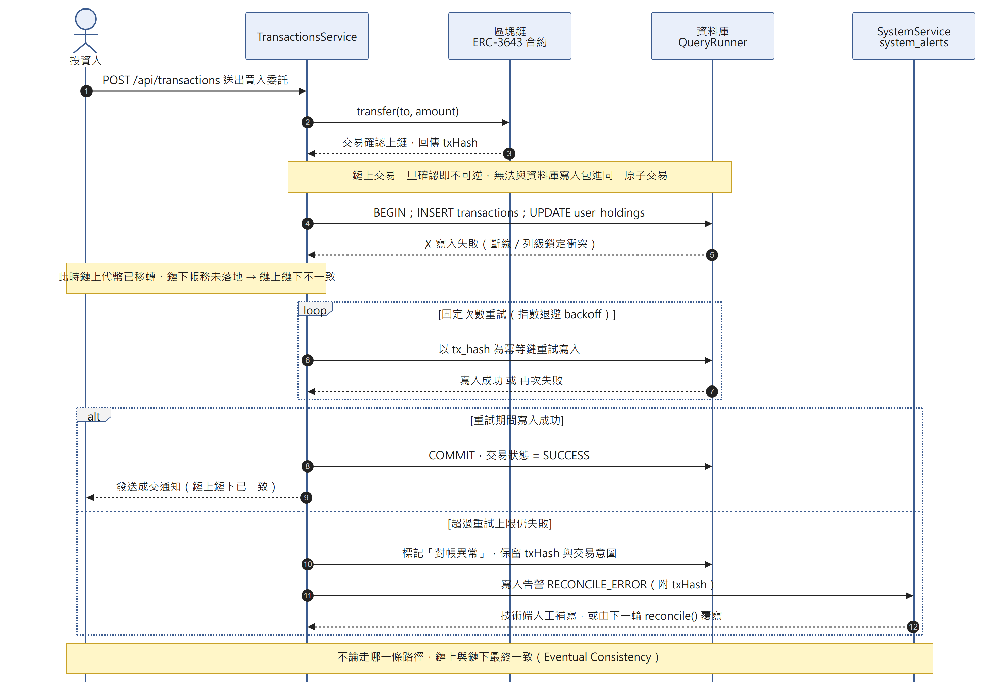 投資人
TransactionsService
區塊鏈
ERC-3643 合約
資料庫
QueryRunner
SystemService
system_alerts
POST /api/transactions 送出買入委託
1
transfer(to, amount)
2
交易確認上鏈，回傳 txHash
3
鏈上交易一旦確認即不可逆，無法與資料庫寫入包進同一原子交易
BEGIN；INSERT transactions；UPDATE user_holdings
4
✗ 寫入失敗（斷線 / 列級鎖定衝突）
5
此時鏈上代幣已移轉、鏈下帳務未落地 → 鏈上鏈下不一致
loop
[固定次數重試（指數退避 backoff）]
以 tx_hash 為冪等鍵重試寫入
6
寫入成功 或 再次失敗
7
alt
[重試期間寫入成功]
COMMIT，交易狀態 = SUCCESS
8
發送成交通知（鏈上鏈下已一致）
9
[超過重試上限仍失敗]
標記「對帳異常」，保留 txHash 與交易意圖
10
寫入告警 RECONCILE_ERROR（附 txHash）
11
技術端人工補寫，或由下一輪 reconcile() 覆寫
12
不論走哪一條路徑，鏈上與鏈下最終一致（Eventual Consistency）